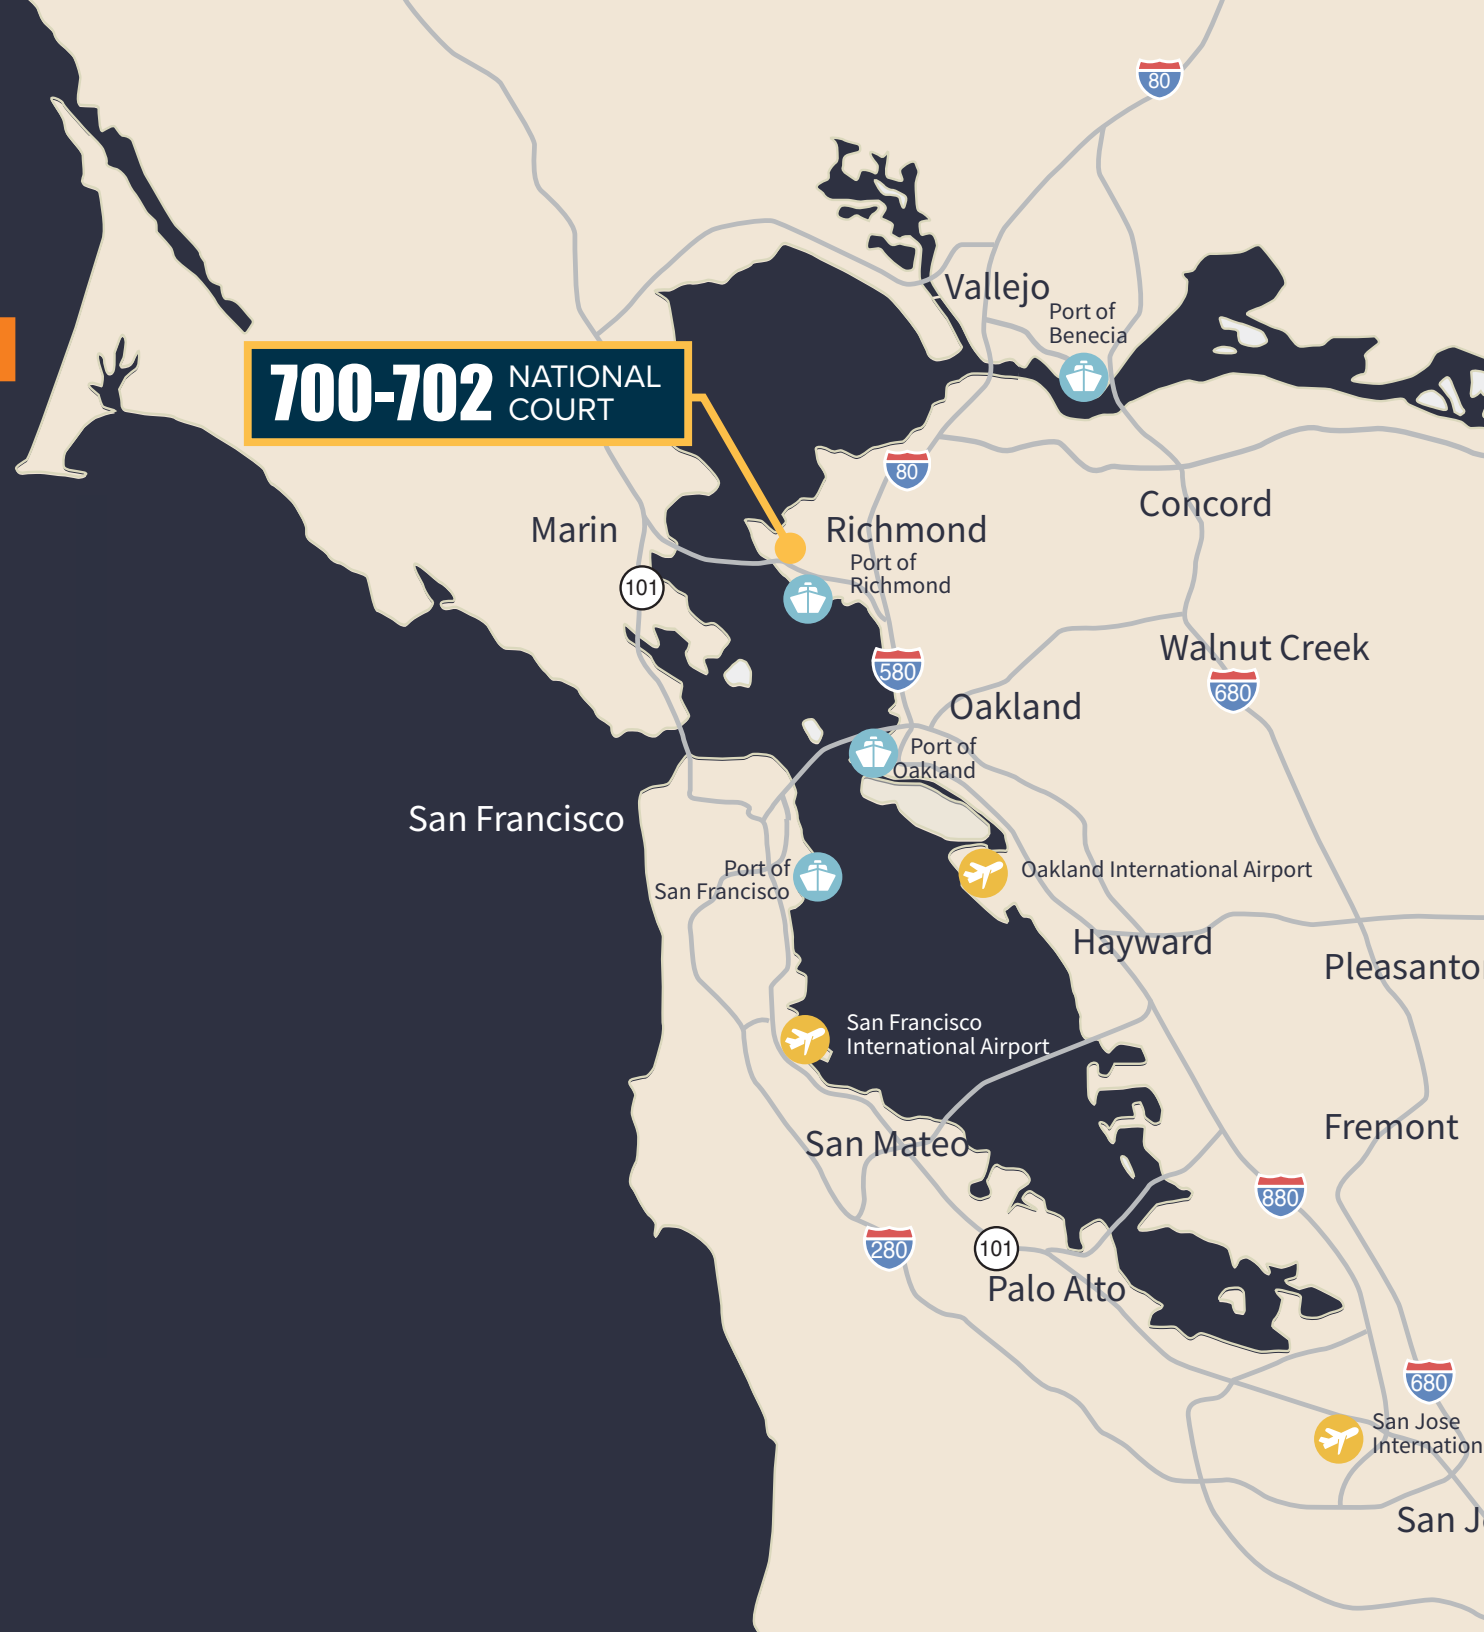 80
Vallejo
Port of
Benecia
700-702 NATIONAL
COURT
80
Concord
Marin
Richmond
Port of
Richmond
101
Walnut Creek
580
680
Oakland
Port of
Oakland
San Francisco
Port of
San Francisco
Oakland International Airport
Hayward
Pleasanto
San Francisco
International Airport
Fremont
San Mateo
880
280
101
Palo Alto
680
San Jose
Internation
San J